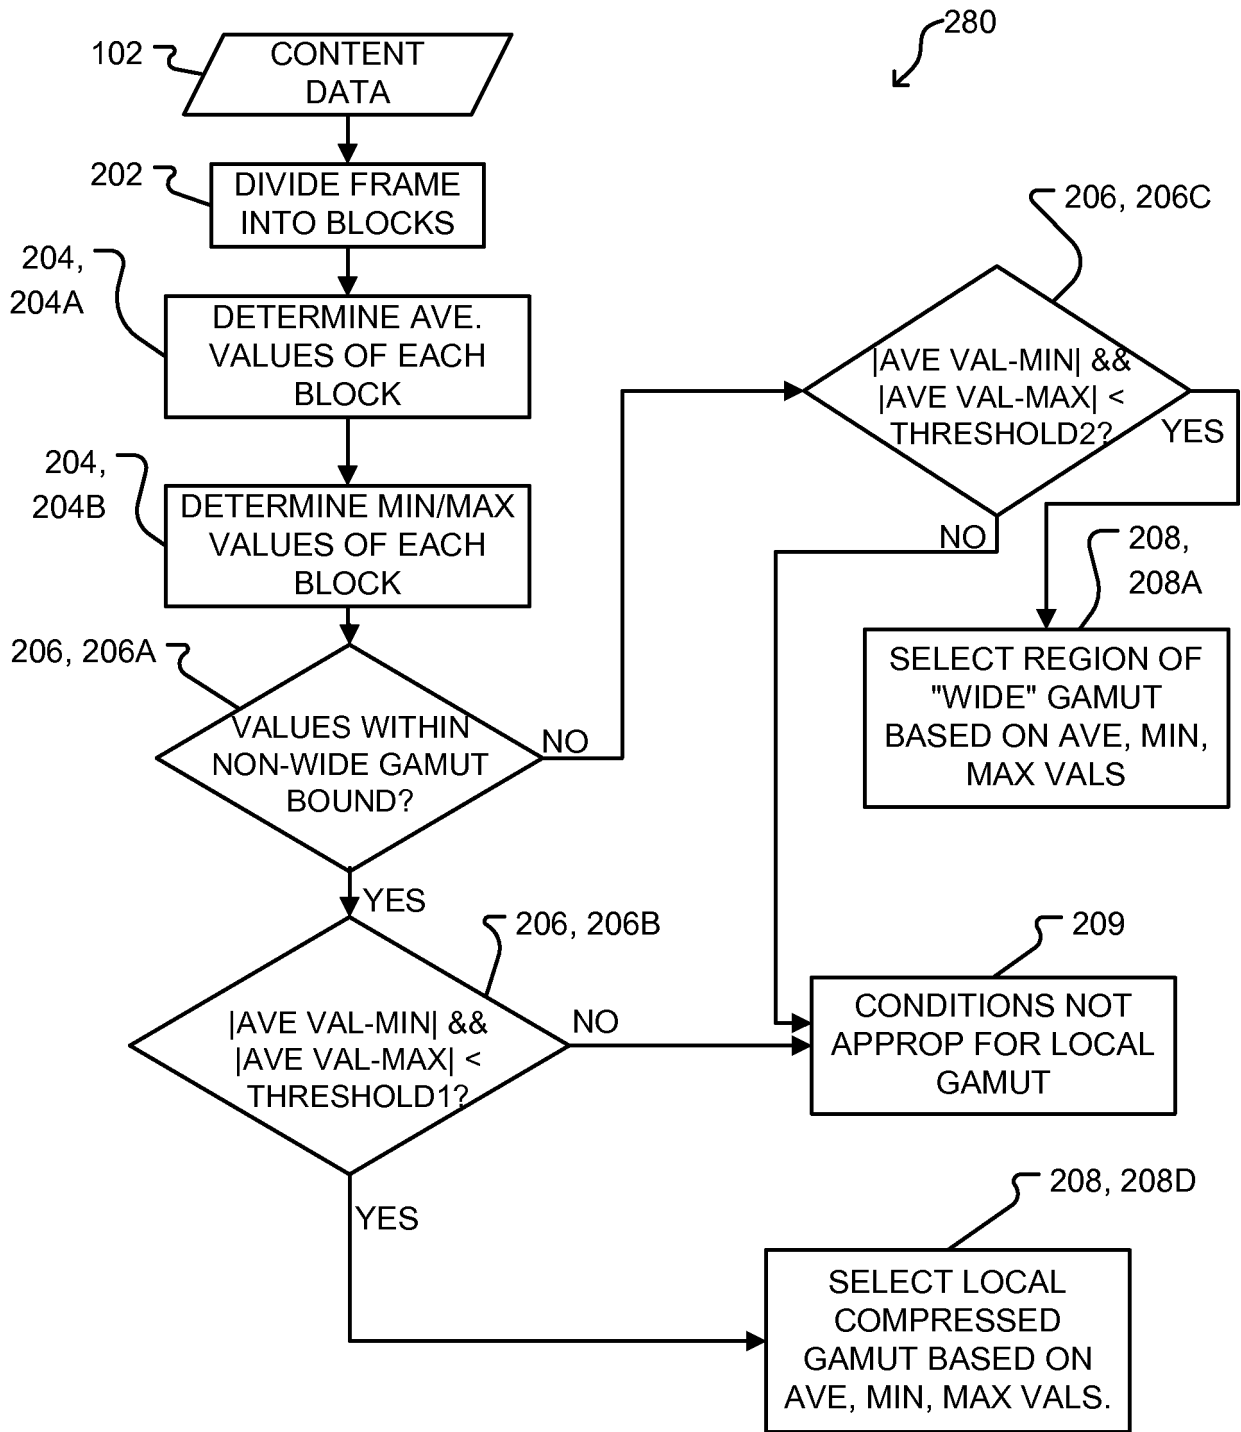 280
102
CONTENT
DATA
202
DIVIDE FRAME
INTO BLOCKS
204,
204A
DETERMINE AVE.
VALUES OF EACH
BLOCK
204,
204B
DETERMINE MIN/MAX
VALUES OF EACH
BLOCK
206, 206A
VALUES WITHIN
NON-WIDE GAMUT
BOUND?
NO
YES
206, 206C
|AVE VAL-MIN| &&
|AVE VAL-MAX| <
THRESHOLD2?
YES
NO
208,
208A
SELECT REGION OF
"WIDE" GAMUT
BASED ON AVE, MIN,
MAX VALS
206, 206B
|AVE VAL-MIN| &&
|AVE VAL-MAX| <
THRESHOLD1?
NO
YES
209
CONDITIONS NOT
APPROP FOR LOCAL
GAMUT
208, 208D
SELECT LOCAL
COMPRESSED
GAMUT BASED ON
AVE, MIN, MAX VALS.